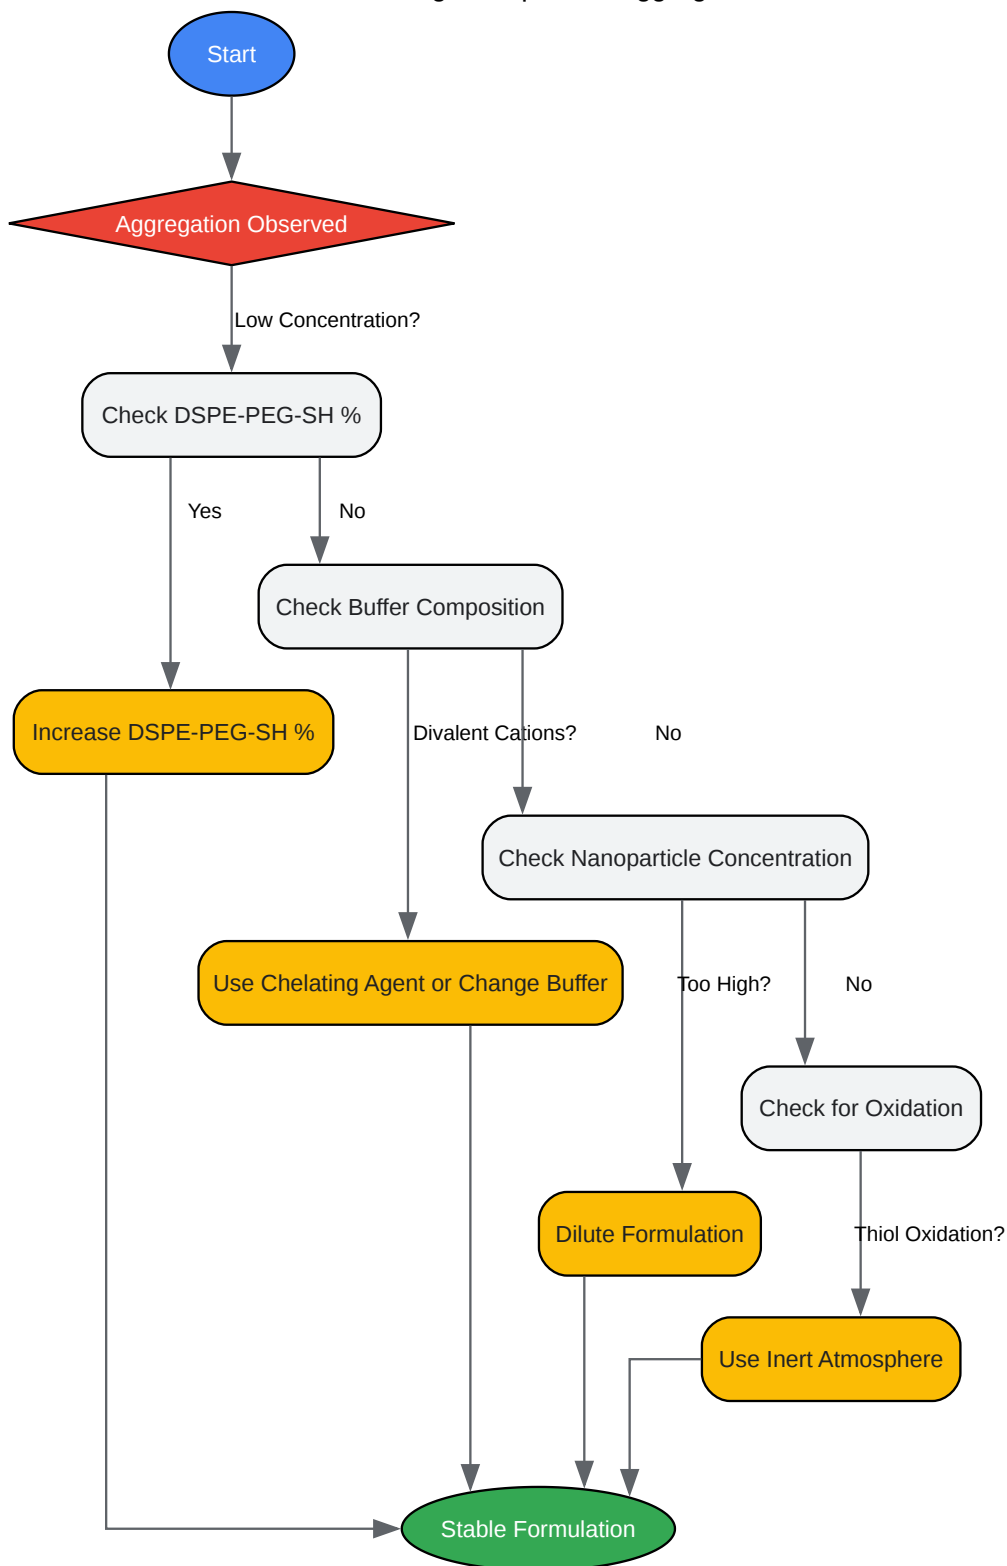 Start
Aggregation Observed
Low Concentration?
Check DSPE-PEG-SH %
Yes
No
Check Buffer Composition
Increase DSPE-PEG-SH %
Divalent Cations?
No
Check Nanoparticle Concentration
Use Chelating Agent or Change Buffer
Too High?
No
Check for Oxidation
Dilute Formulation
Thiol Oxidation?
Use Inert Atmosphere
Stable Formulation